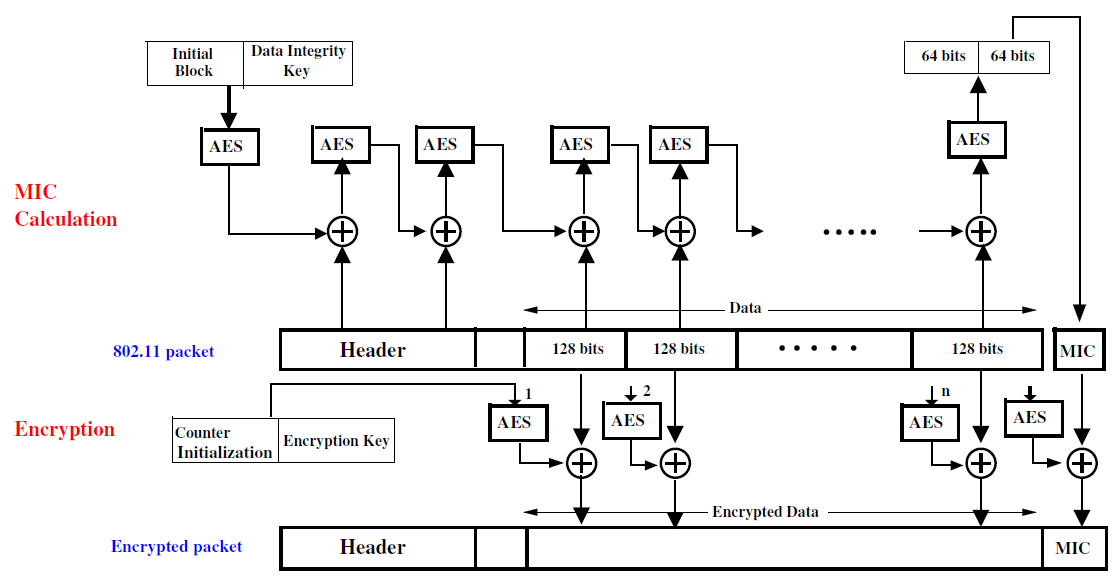 Initial
Block
Data Integrity
Key
64 bits
64 bits
AES
AES
AES
AES
AES
AES
MIC
Calculation
• • • • •
Data
802.11 packet
Header
128 bits
128 bits
• • • • •
128 bits
MIC
1
2
n
AES
AES
AES
AES
Encryption
Counter
Initialization
Encryption Key
Encrypted Data
Encrypted packet
Header
MIC